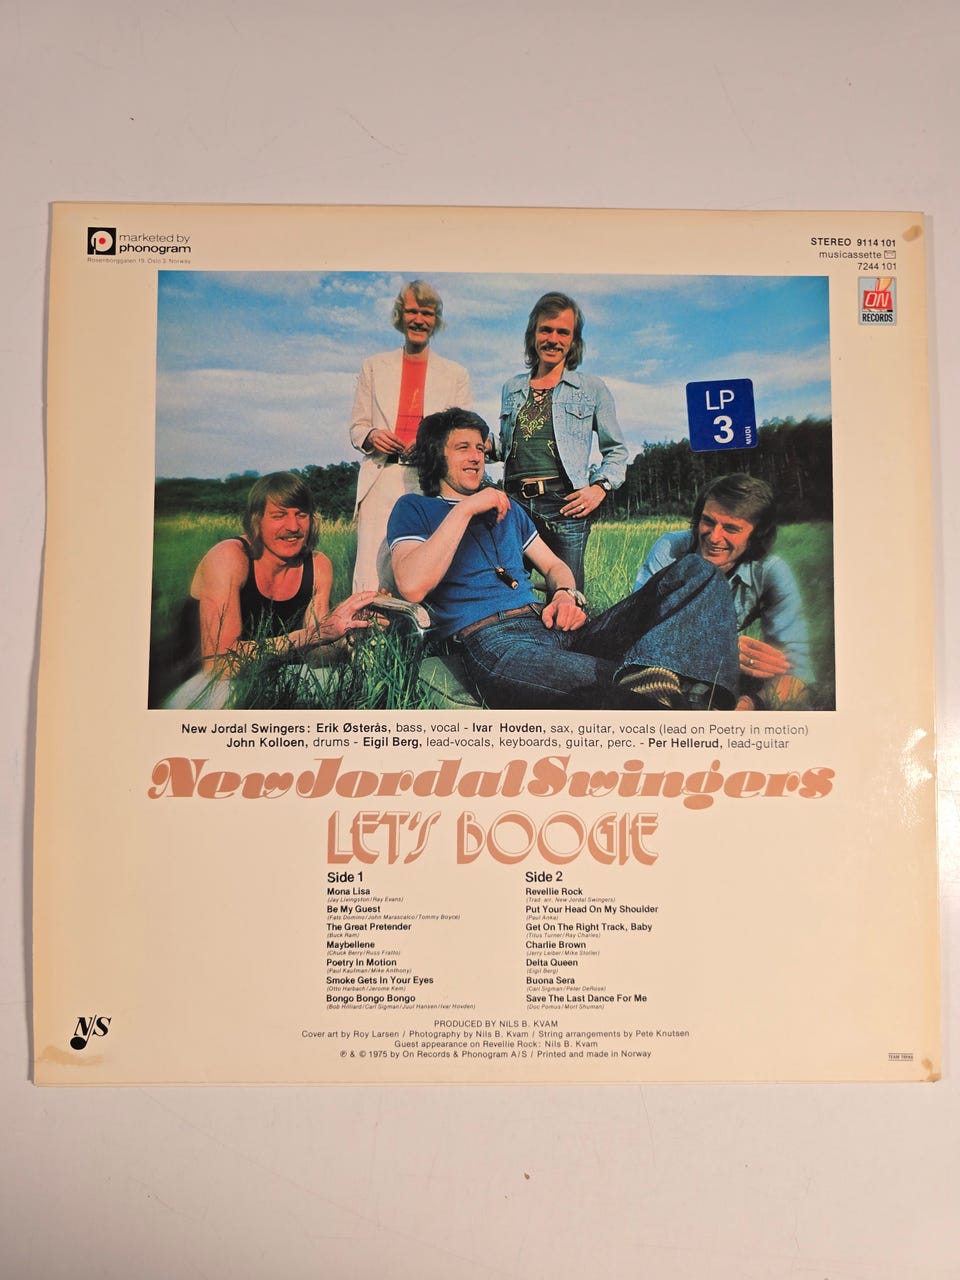 marketed by
phonogram
Rosenborggaten 19, Oslo 3, Norway
STEREO 9114 101
musicassette
7244 101
ON
RECORDS
LP
3
MUDI
New Jordal Swingers: Erik Østerås, bass, vocal - Ivar Hovden, sax, guitar, vocals (lead on Poetry in motion)
John Kolloen, drums - Eigil Berg, lead-vocals, keyboards, guitar, perc. - Per Hellerud, lead-guitar
New Jordal Swingers
LET'S BOOGIE
Side 1
Mona Lisa
(Jay Livingston/Ray Evans)
Be My Guest
(Fats Domino/John Marascalco/Tommy Boyce)
The Great Pretender
(Buck Ram)
Maybellene
(Chuck Berry/Russ Fratto)
Poetry In Motion
(Paul Kaufman/Mike Anthony)
Smoke Gets In Your Eyes
(Otto Harbach/Jerome Kern)
Bongo Bongo Bongo
(Bob Hilliard/Carl Sigman/Juul Hansen/Ivar Hovden)
Side 2
Revellie Rock
(Trad. arr. New Jordal Swingers)
Put Your Head On My Shoulder
(Paul Anka)
Get On The Right Track, Baby
(Titus Turner/Ray Charles)
Charlie Brown
(Jerry Leiber/Mike Stoller)
Delta Queen
(Eigil Berg)
Buona Sera
(Carl Sigman/Peter DeRose)
Save The Last Dance For Me
(Doc Pomus/Mort Shuman)
N/S
PRODUCED BY NILS B. KVAM
Cover art by Roy Larsen / Photography by Nils B. Kvam / String arrangements by Pete Knutsen
Guest appearance on Revellie Rock: Nils B. Kvam
℗ & © 1975 by On Records & Phonogram A/S / Printed and made in Norway